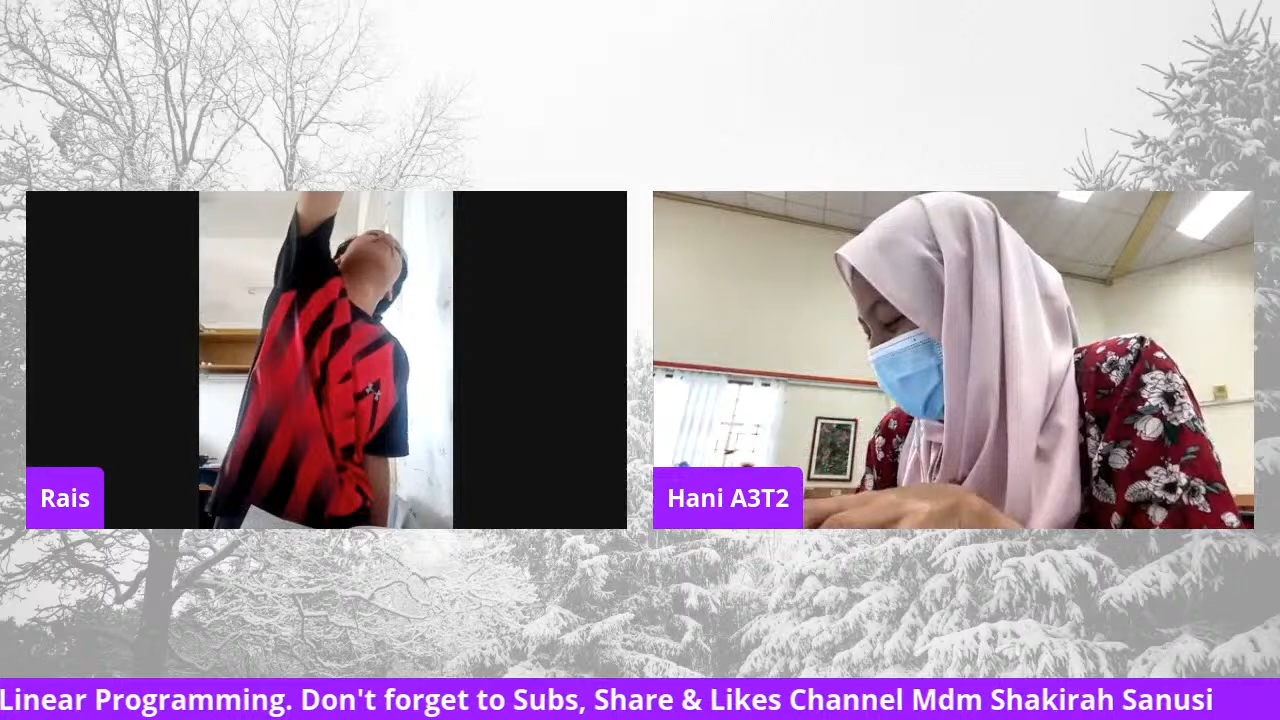 Rais
Hani A3T2
Linear Programming. Don't forget to Subs, Share & Likes Channel Mdm Shakirah Sanusi